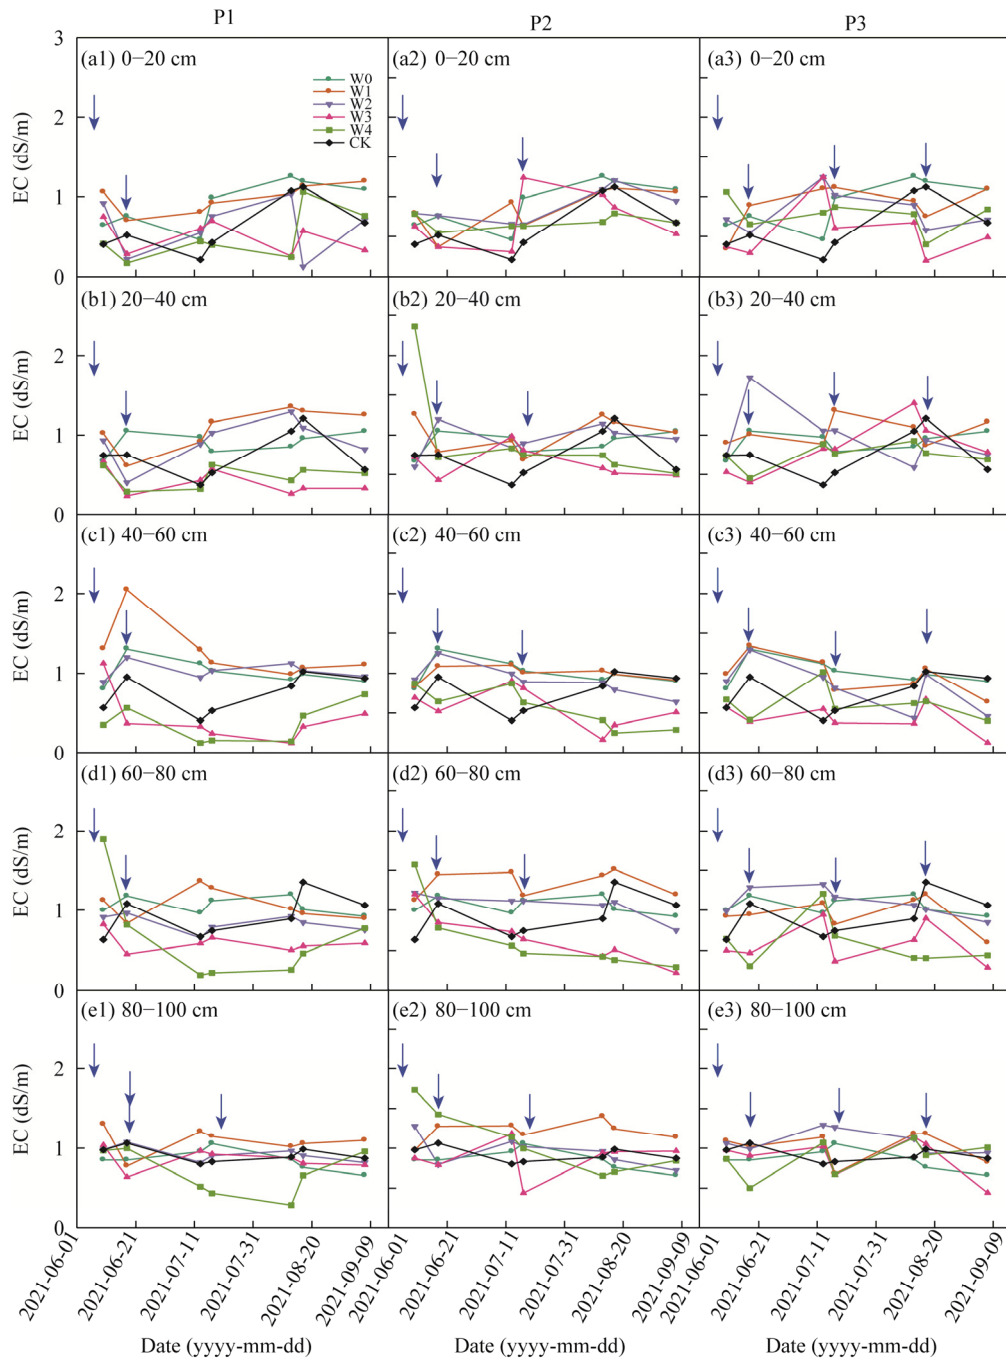 P1 P2 P3
3
(a1) 0−20 cm (a2) 0−20 cm (a3) 0−20 cm
W0
W1
W2
W3
W4
CK
2
EC (dS/m)
1
0
(b1) 20−40 cm (b2) 20−40 cm (b3) 20−40 cm
2
EC (dS/m)
1
0
(c1) 40−60 cm (c2) 40−60 cm (c3) 40−60 cm
2
EC (dS/m)
1
0
(d1) 60−80 cm (d2) 60−80 cm (d3) 60−80 cm
2
EC (dS/m)
1
0
(e1) 80−100 cm (e2) 80−100 cm (e3) 80−100 cm
2
EC (dS/m)
1
0
2021-06-01 2021-06-21 2021-07-11 2021-07-31 2021-08-20 2021-09-09 2021-06-01 2021-06-21 2021-07-11 2021-07-31 2021-08-20 2021-09-09 2021-06-01 2021-06-21 2021-07-11 2021-07-31 2021-08-20 2021-09-09
Date (yyyy-mm-dd) Date (yyyy-mm-dd) Date (yyyy-mm-dd)